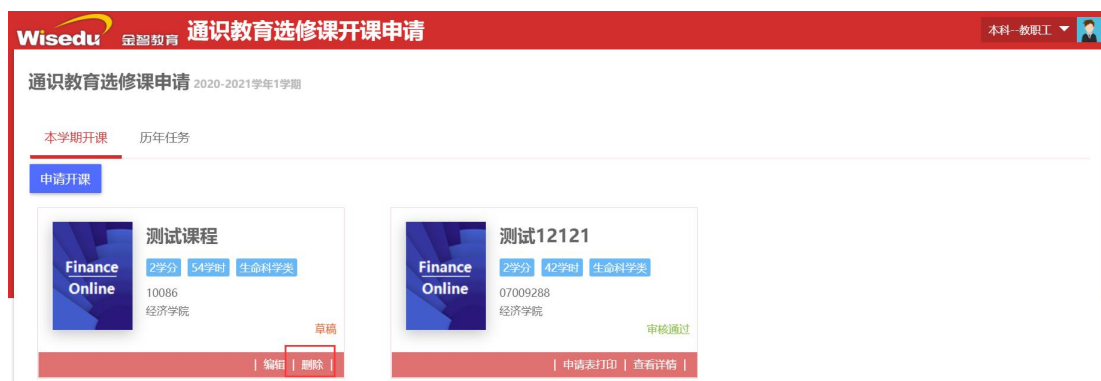 Wisedu 金智教育 通识教育选修课开课申请 本科--教职工
通识教育选修课申请 2020-2021学年1学期
本学期开课 历年任务
申请开课
Finance
Online
测试课程
2学分 54学时 生命科学类
10086
经济学院
草稿
| 编辑 | 删除 |
Finance
Online
测试12121
2学分 42学时 生命科学类
07009288
经济学院
审核通过
| 申请表打印 | 查看详情 |